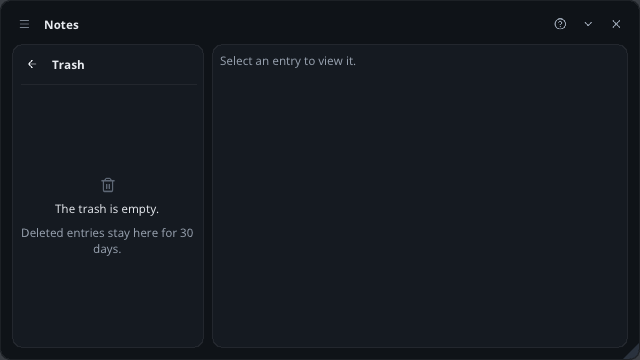 Notes
Trash
Select an entry to view it.
The trash is empty.
Deleted entries stay here for 30
days.